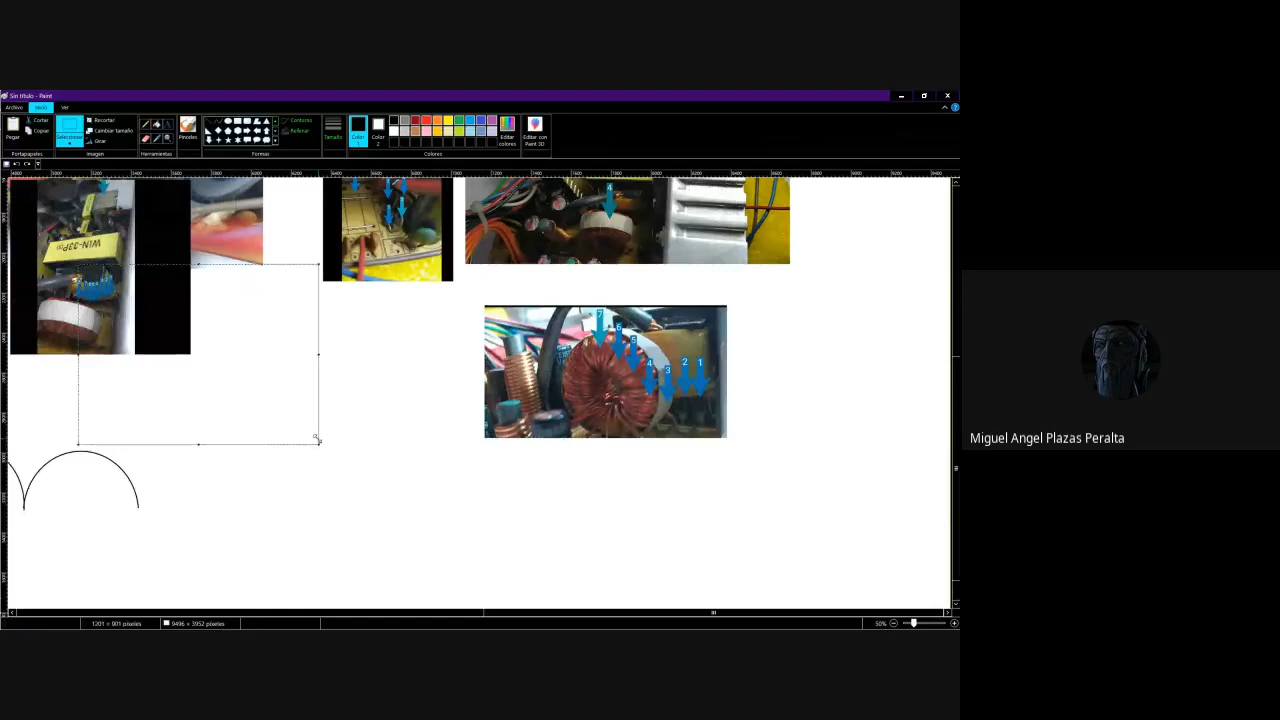 Sin título - Paint
Archivo Inicio Ver
Pegar
Cortar
Copiar
Seleccionar
Recortar
Cambiar tamaño
Girar
Pinceles
Contorno
Rellenar
Tamaño
Color 1
Color 2
Editar colores
Editar con Paint 3D
Portapapeles Imagen Herramientas Formas Colores
WIN-33P
4
7
6
5
4
3
2
1
Miguel Angel Plazas Peralta
1201 × 901 píxeles
9496 × 3952 píxeles
50%